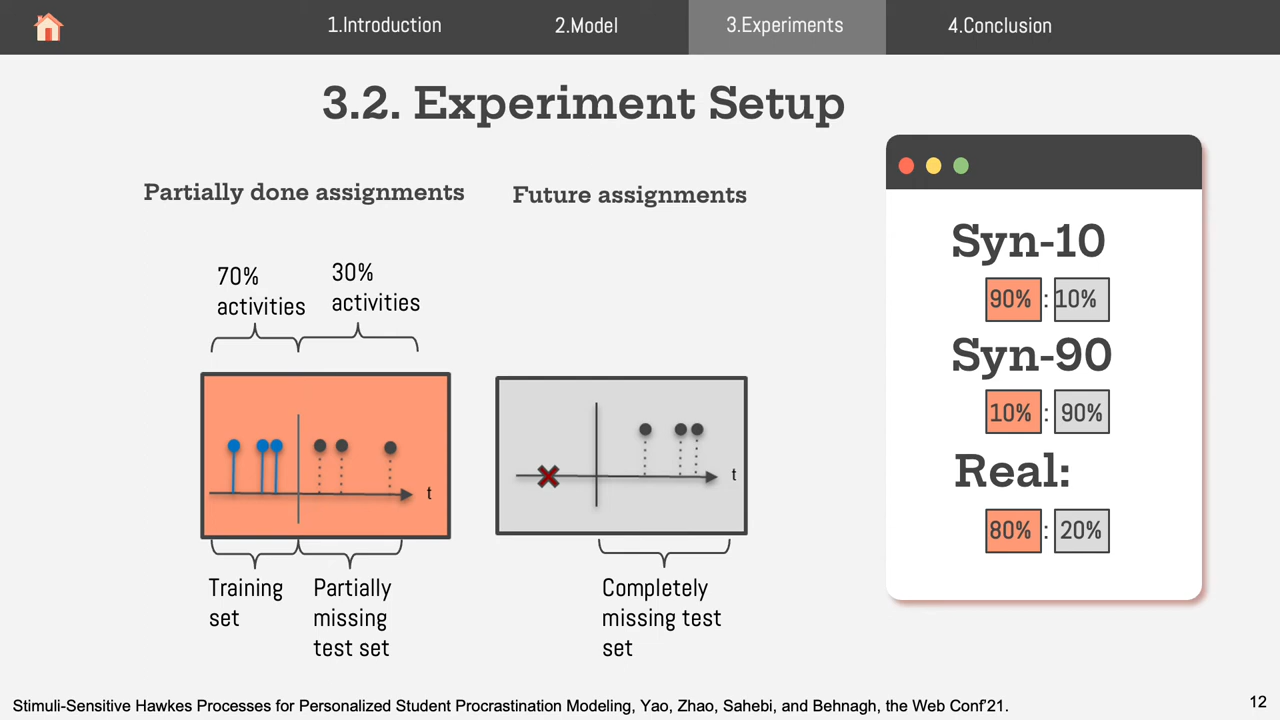 1.Introduction
2.Model
3.Experiments
4.Conclusion
3.2. Experiment Setup
Partially done assignments
Future assignments
70%
activities
30%
activities
t
t
Training
set
Partially
missing
test set
Completely
missing test
set
Syn-10
90% : 10%
Syn-90
10% : 90%
Real:
80% : 20%
Stimuli-Sensitive Hawkes Processes for Personalized Student Procrastination Modeling, Yao, Zhao, Sahebi, and Behnagh, the Web Conf'21.
12